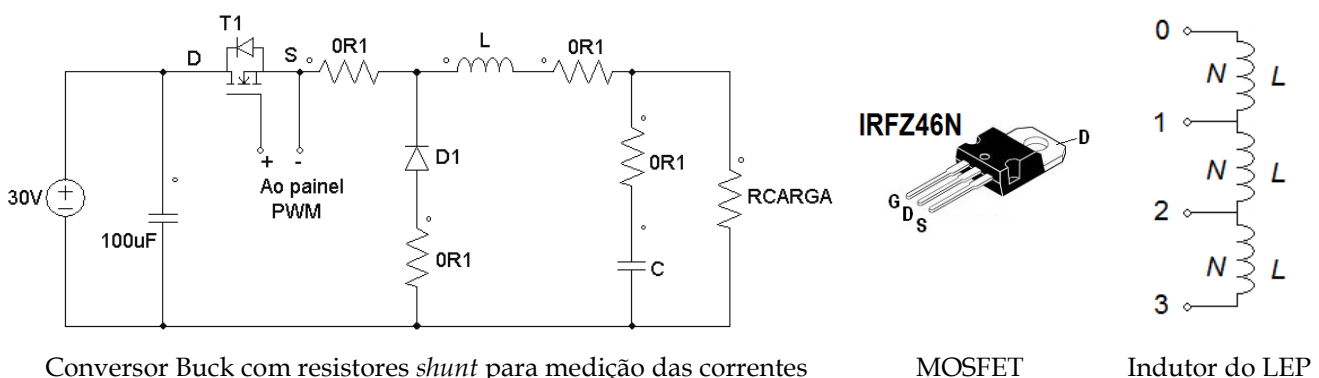 T1
D
S
0R1
L
0R1
+
-
Ao painel
PWM
D1
0R1
0R1
30V
100uF
C
RCARGA
IRFZ46N
D
G
D
S
0
N L
1
N L
2
N L
3
Conversor Buck com resistores shunt para medição das correntes
MOSFET
Indutor do LEP